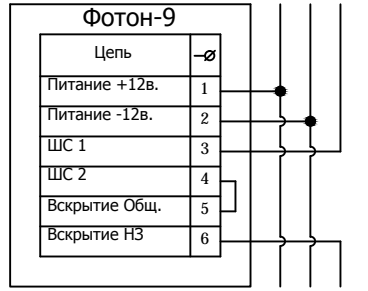 Фотон-9
Цепь
Питание +12в. 1
Питание -12в. 2
ШС 1 3
ШС 2 4
Вскрытие Общ. 5
Вскрытие НЗ 6